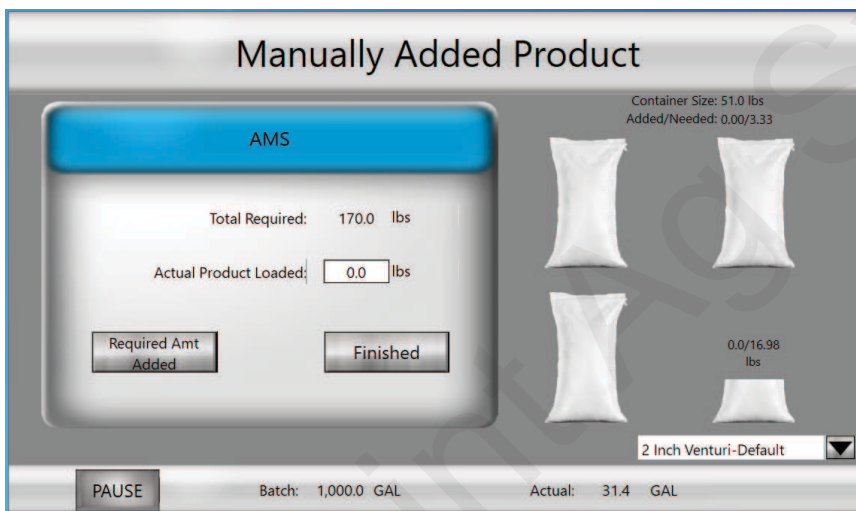 Manually Added Product
Container Size: 51.0 lbs
Added/Needed: 0.00/3.33
AMS
Total Required: 170.0 lbs
Actual Product Loaded: 0.0 lbs
Required Amt
Added
Finished
0.0/16.98
lbs
2 Inch Venturi-Default
PAUSE Batch: 1,000.0 GAL Actual: 31.4 GAL